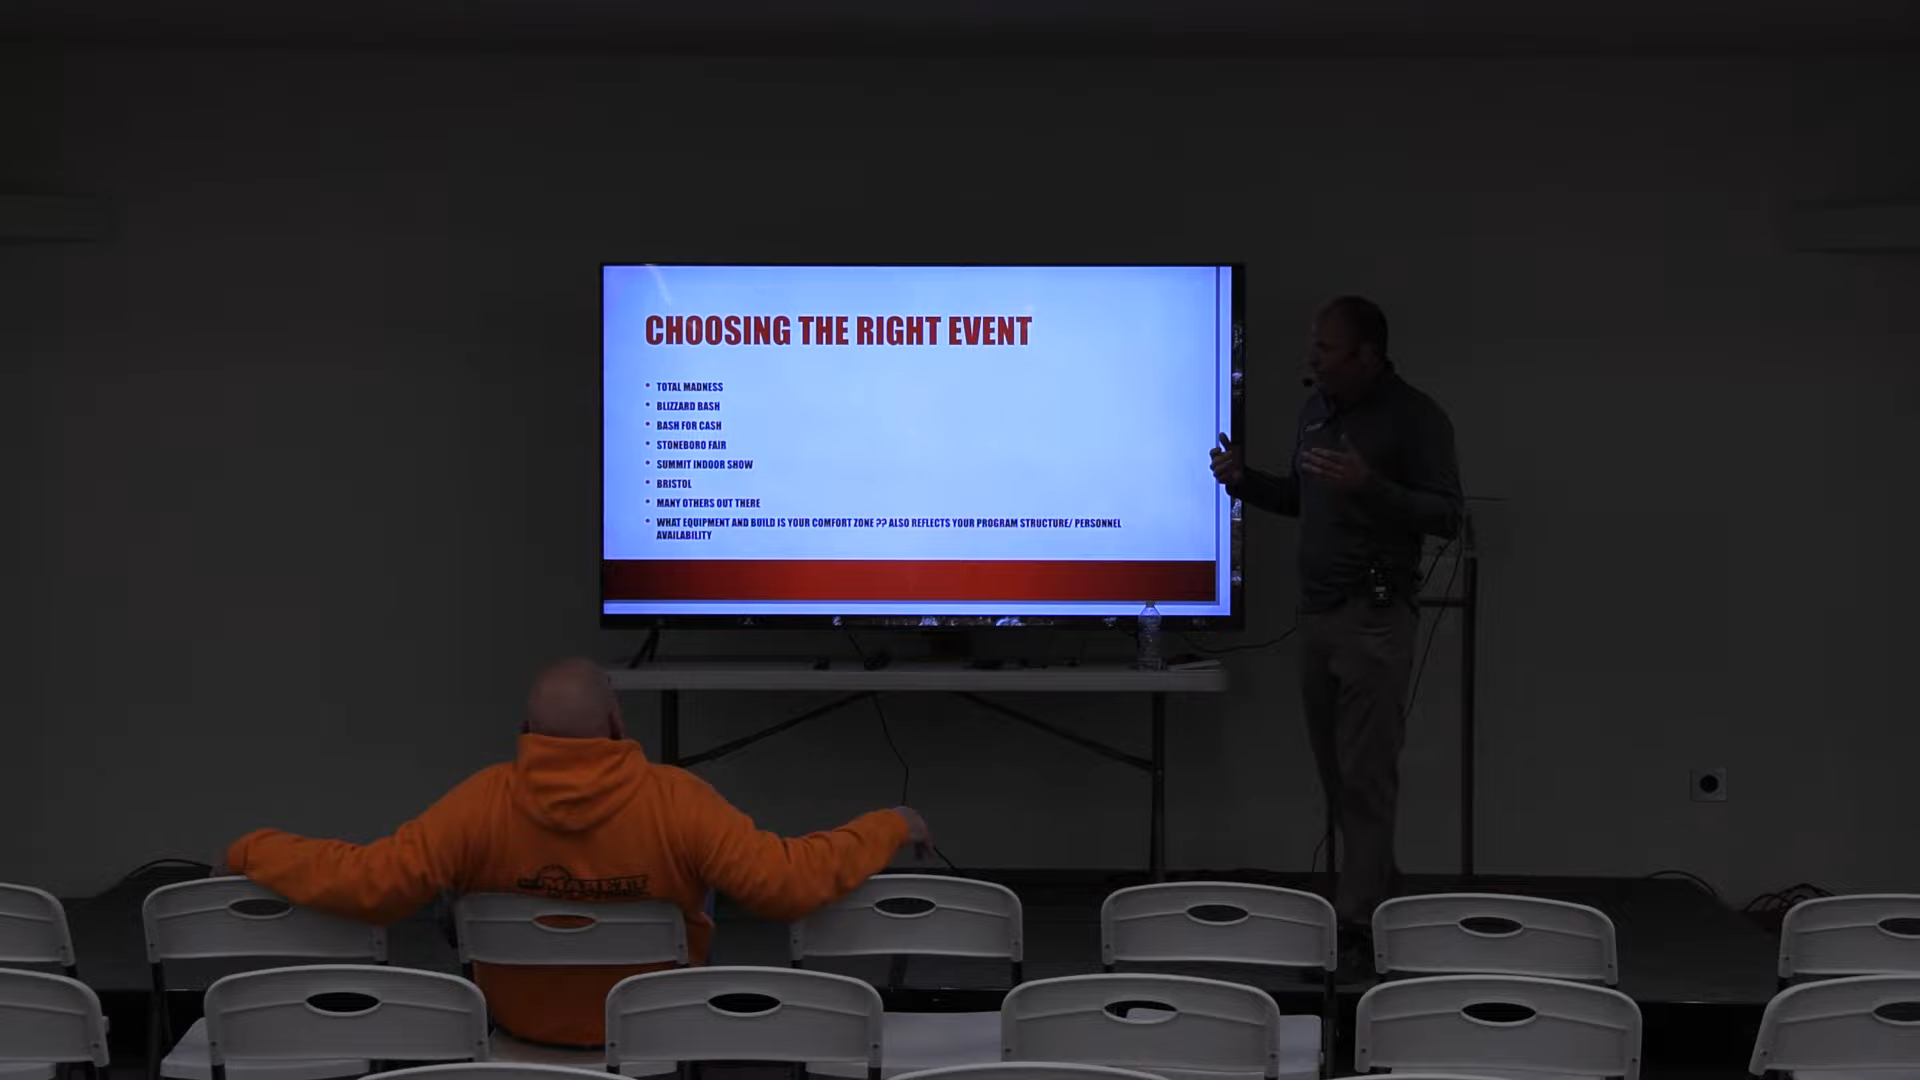 CHOOSING THE RIGHT EVENT
• TOTAL MADNESS
• BLIZZARD BASH
• BASH FOR CASH
• STONEBORO FAIR
• SUMMIT INDOOR SHOW
• BRISTOL
• MANY OTHERS OUT THERE
• WHAT EQUIPMENT AND BUILD IS YOUR COMFORT ZONE ?? ALSO REFLECTS YOUR PROGRAM STRUCTURE/ PERSONNEL
AVAILABILITY